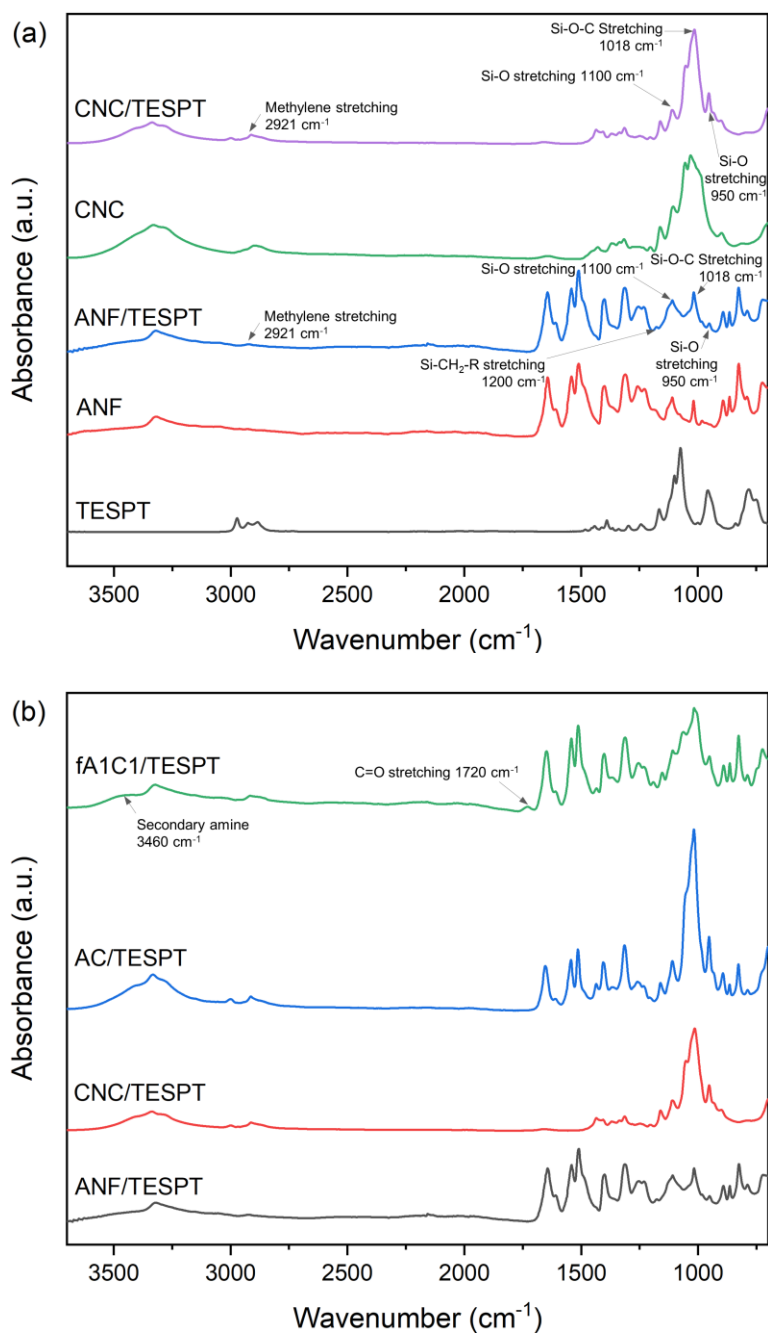 (a)
Si-O-C Stretching
1018 cm⁻¹
Si-O stretching 1100 cm⁻¹
CNC/TESPT
Methylene stretching
2921 cm⁻¹
Si-O
stretching
950 cm⁻¹
CNC
Si-O stretching 1100 cm⁻¹
Si-O-C Stretching
1018 cm⁻¹
ANF/TESPT
Methylene stretching
2921 cm⁻¹
Si-CH₂-R stretching
1200 cm⁻¹
Si-O
stretching
950 cm⁻¹
ANF
TESPT
Absorbance (a.u.)
3500 3000 2500 2000 1500 1000
Wavenumber (cm⁻¹)
(b)
fA1C1/TESPT
C=O stretching 1720 cm⁻¹
Secondary amine
3460 cm⁻¹
AC/TESPT
CNC/TESPT
ANF/TESPT
Absorbance (a.u.)
3500 3000 2500 2000 1500 1000
Wavenumber (cm⁻¹)